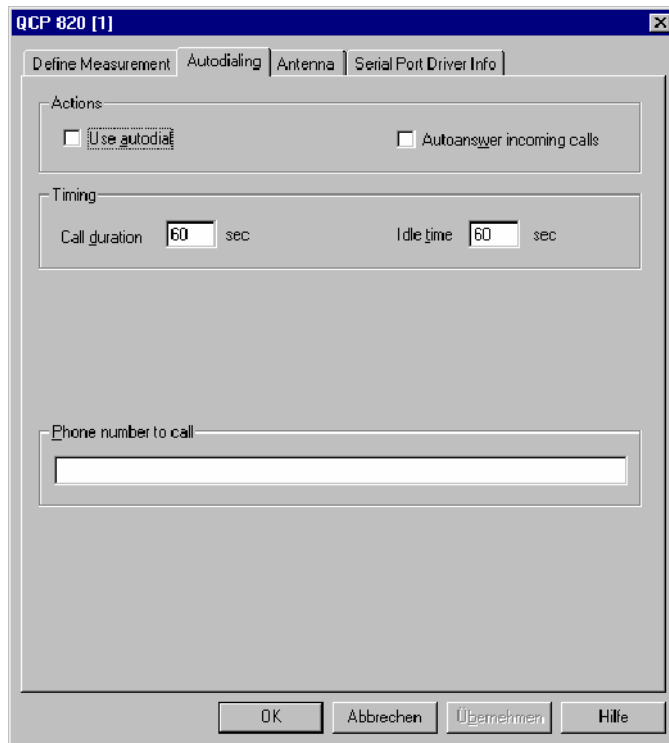 QCP 820 [1]
Define Measurement Autodialing Antenna Serial Port Driver Info
Actions
Use autodial Autoanswer incoming calls
Timing
Call duration 60 sec Idle time 60 sec
Phone number to call
OK Abbrechen Übernehmen Hilfe